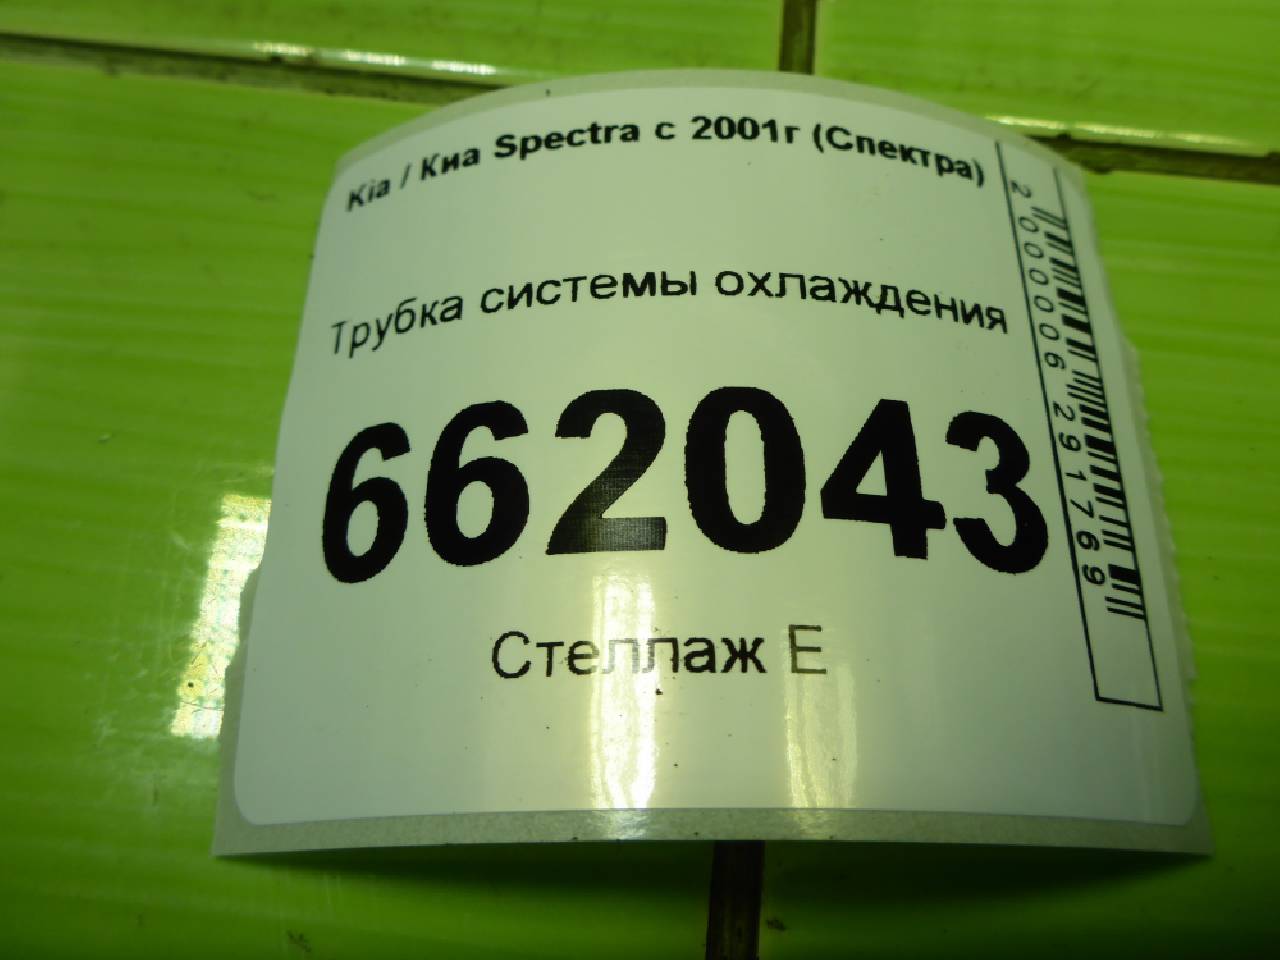 Kia / Киа Spectra с 2001г (Спектра)
Трубка системы охлаждения
662043
Стеллаж Е
2000006291769